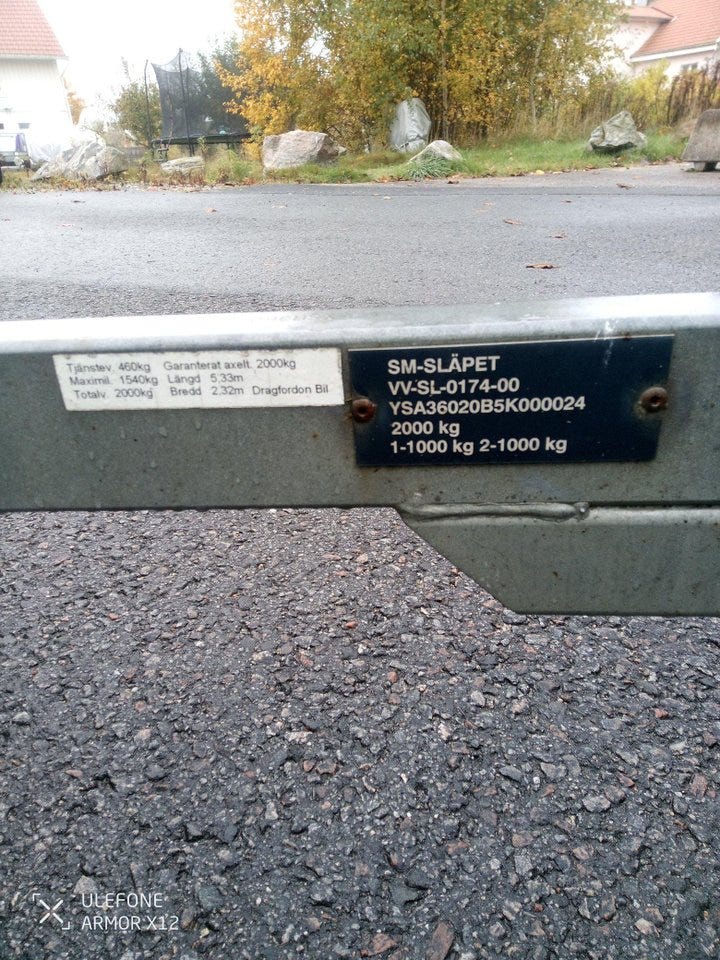 Tjänstev. 460kg Garanterat axelt. 2000kg
Maximil. 1540kg Längd 5,33m
Totalv. 2000kg Bredd 2,32m Dragfordon Bil
SM-SLÄPET
VV-SL-0174-00
YSA36020B5K000024
2000 kg
1-1000 kg 2-1000 kg
ULEFONE
ARMOR X12